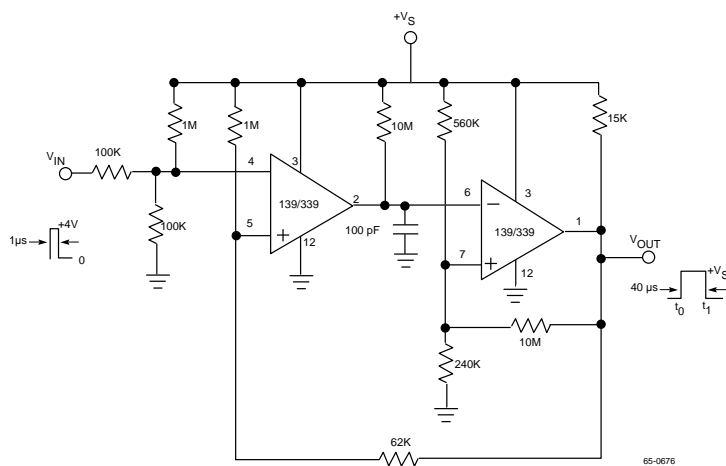 +VS
1M
1M
10M
560K
15K
VIN
100K
4
3
3
139/339
2
6
−
139/339
1
+4V
1µs
0
100K
5
+
12
100 pF
7
+
12
VOUT
+VS
40 µs
t0
t1
10M
240K
62K
65-0676